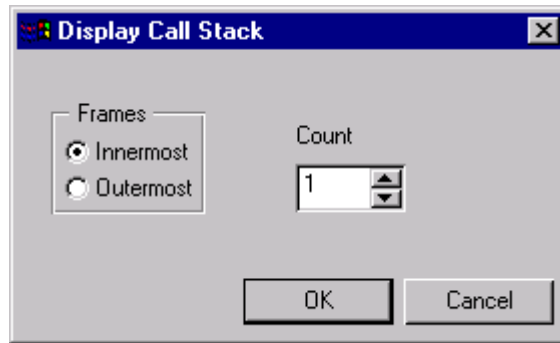 Display Call Stack
Frames
Innermost
Outermost
Count
1
OK
Cancel